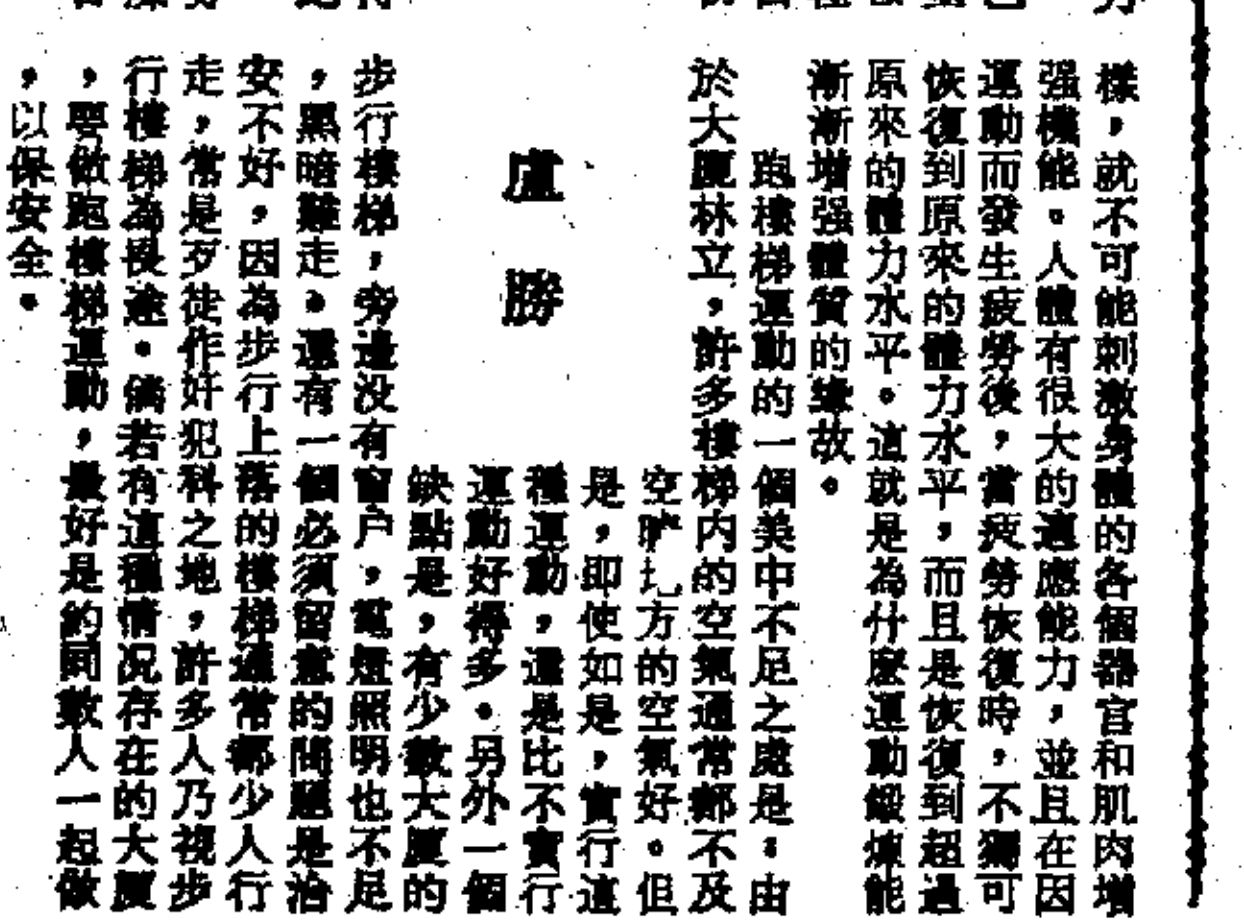 樣，就不可能刺激身體的各個器官和肌肉增
强機能。人體有很大的適應能力，並且在因
運動而發生疲勞後，當疲勞恢復時，不獨可
恢復到原來的體力水平，而且是恢復到超過
原來的體力水平。這就是為什麼運動鍛煉能
漸漸增强體質的緣故。
跑樓梯運動的一個美中不足之處是：由
於大厦林立，許多樓梯内的空氣通常都不及
空曠地方的空氣好。但
是，即使如是，實行這
種運動，還是比不實行
運動好得多。另外一個
缺點是，有少數大厦的
盧勝
步行樓梯，旁邊没有窗户，電燈照明也不足
，黑暗難走。還有一個必須留意的問題是治
安不好，因為步行上落的樓梯通常都少人行
走，常是歹徒作奸犯科之地，許多人乃視步
行樓梯為畏途。倘若有這種情况存在的大厦
，要做跑樓梯運動，最好是約同數人一起做
，以保安全。